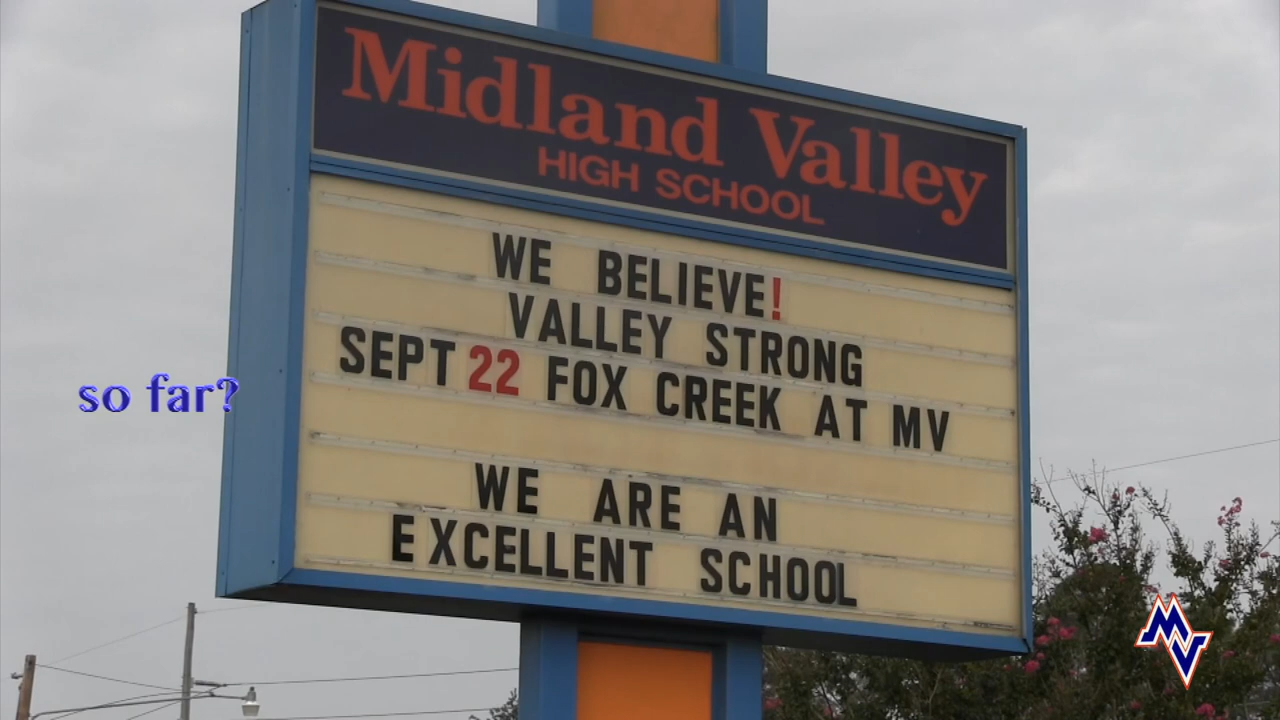 Midland Valley
HIGH SCHOOL
WE BELIEVE!
VALLEY STRONG
SEPT 22 FOX CREEK AT MV
WE ARE AN
EXCELLENT SCHOOL
so far?
MV